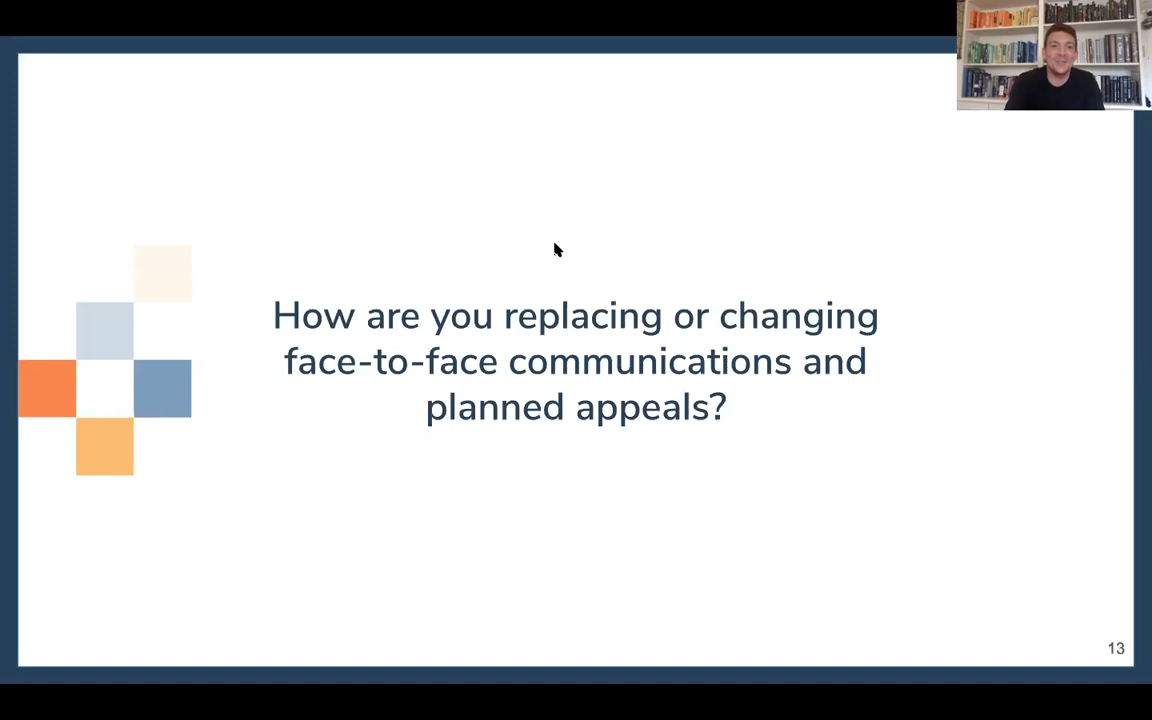 How are you replacing or changing
face-to-face communications and
planned appeals?
13